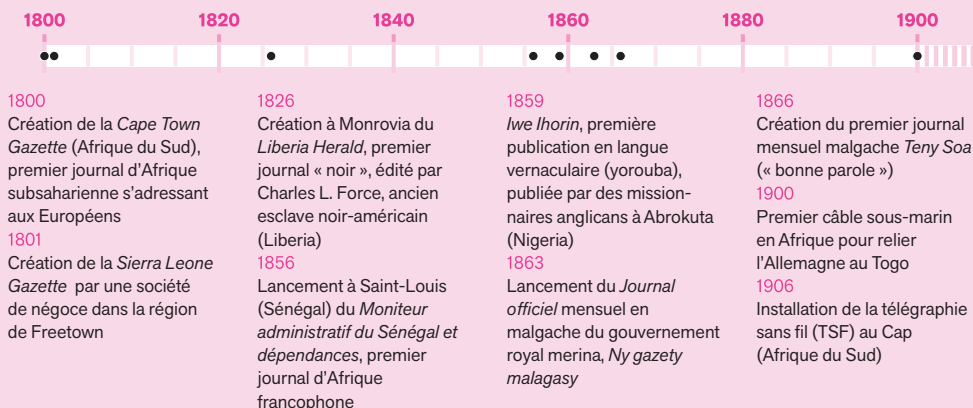 1800 1820 1840 1860 1880 1900
1800
Création de la Cape Town
Gazette (Afrique du Sud),
premier journal d'Afrique
subsaharienne s'adressant
aux Européens
1801
Création de la Sierra Leone
Gazette par une société
de négoce dans la région
de Freetown
1826
Création à Monrovia du
Liberia Herald, premier
journal « noir », édité par
Charles L. Force, ancien
esclave noir-américain
(Liberia)
1856
Lancement à Saint-Louis
(Sénégal) du Moniteur
administratif du Sénégal et
dépendances, premier
journal d'Afrique
francophone
1859
Iwe Ihorin, première
publication en langue
vernaculaire (yorouba),
publiée par des mission-
naires anglicans à Abrokuta
(Nigeria)
1863
Lancement du Journal
officiel mensuel en
malgache du gouvernement
royal merina, Ny gazety
malagasy
1866
Création du premier journal
mensuel malgache Teny Soa
(« bonne parole »)
1900
Premier câble sous-marin
en Afrique pour relier
l'Allemagne au Togo
1906
Installation de la télégraphie
sans fil (TSF) au Cap
(Afrique du Sud)